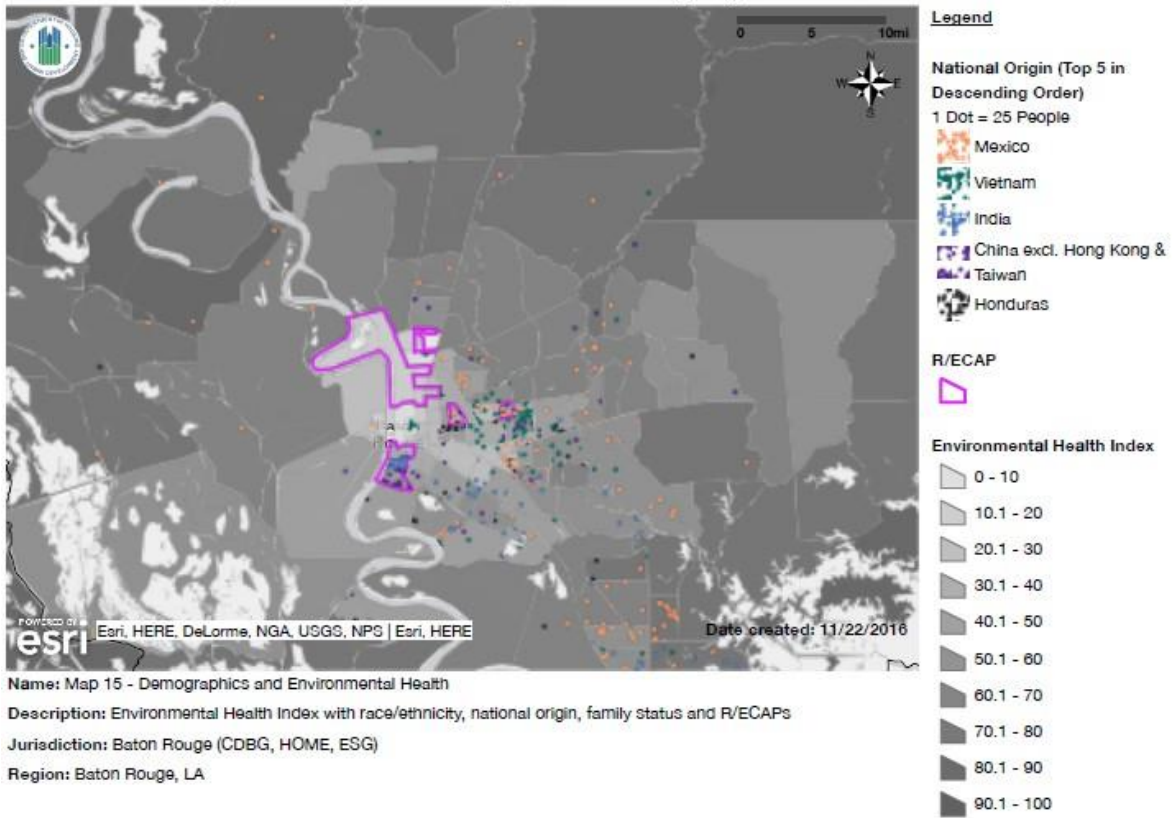 0 5 10mi
N
W E
S
POWERED BY
esri
Esri, HERE, DeLorme, NGA, USGS, NPS | Esri, HERE
Date created: 11/22/2016
Name: Map 15 - Demographics and Environmental Health
Description: Environmental Health Index with race/ethnicity, national origin, family status and R/ECAPs
Jurisdiction: Baton Rouge (CDBG, HOME, ESG)
Region: Baton Rouge, LA
Legend
National Origin (Top 5 in
Descending Order)
1 Dot = 25 People
Mexico
Vietnam
India
China excl. Hong Kong &
Taiwan
Honduras
R/ECAP
Environmental Health Index
0 - 10
10.1 - 20
20.1 - 30
30.1 - 40
40.1 - 50
50.1 - 60
60.1 - 70
70.1 - 80
80.1 - 90
90.1 - 100